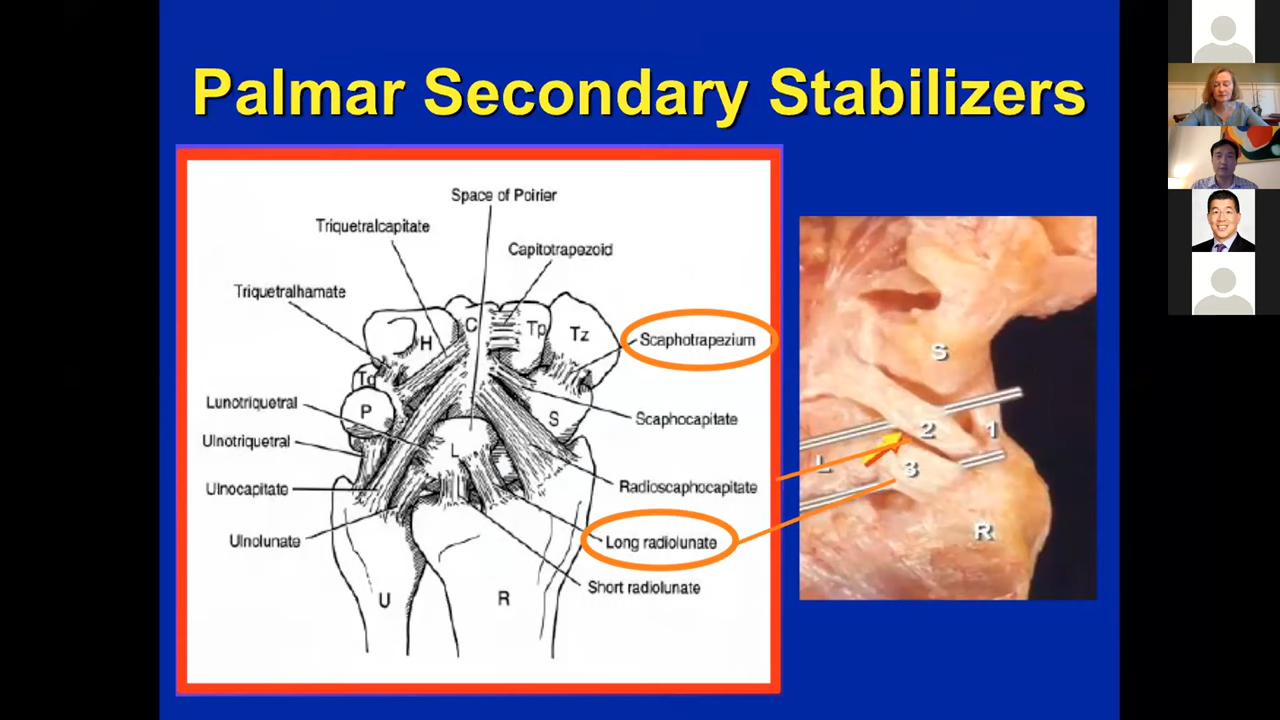 Palmar Secondary Stabilizers
Space of Poirier
Triquetralcapitate
Capitotrapezoid
Triquetralhamate
H
C
Tp
Tz
Scaphotrapezium
P
S
Lunotriquetral
Scaphocapitate
Ulnotriquetral
L
Ulnocapitate
Radioscaphocapitate
Ulnolunate
Long radiolunate
Short radiolunate
U
R
S
2
1
L
3
R